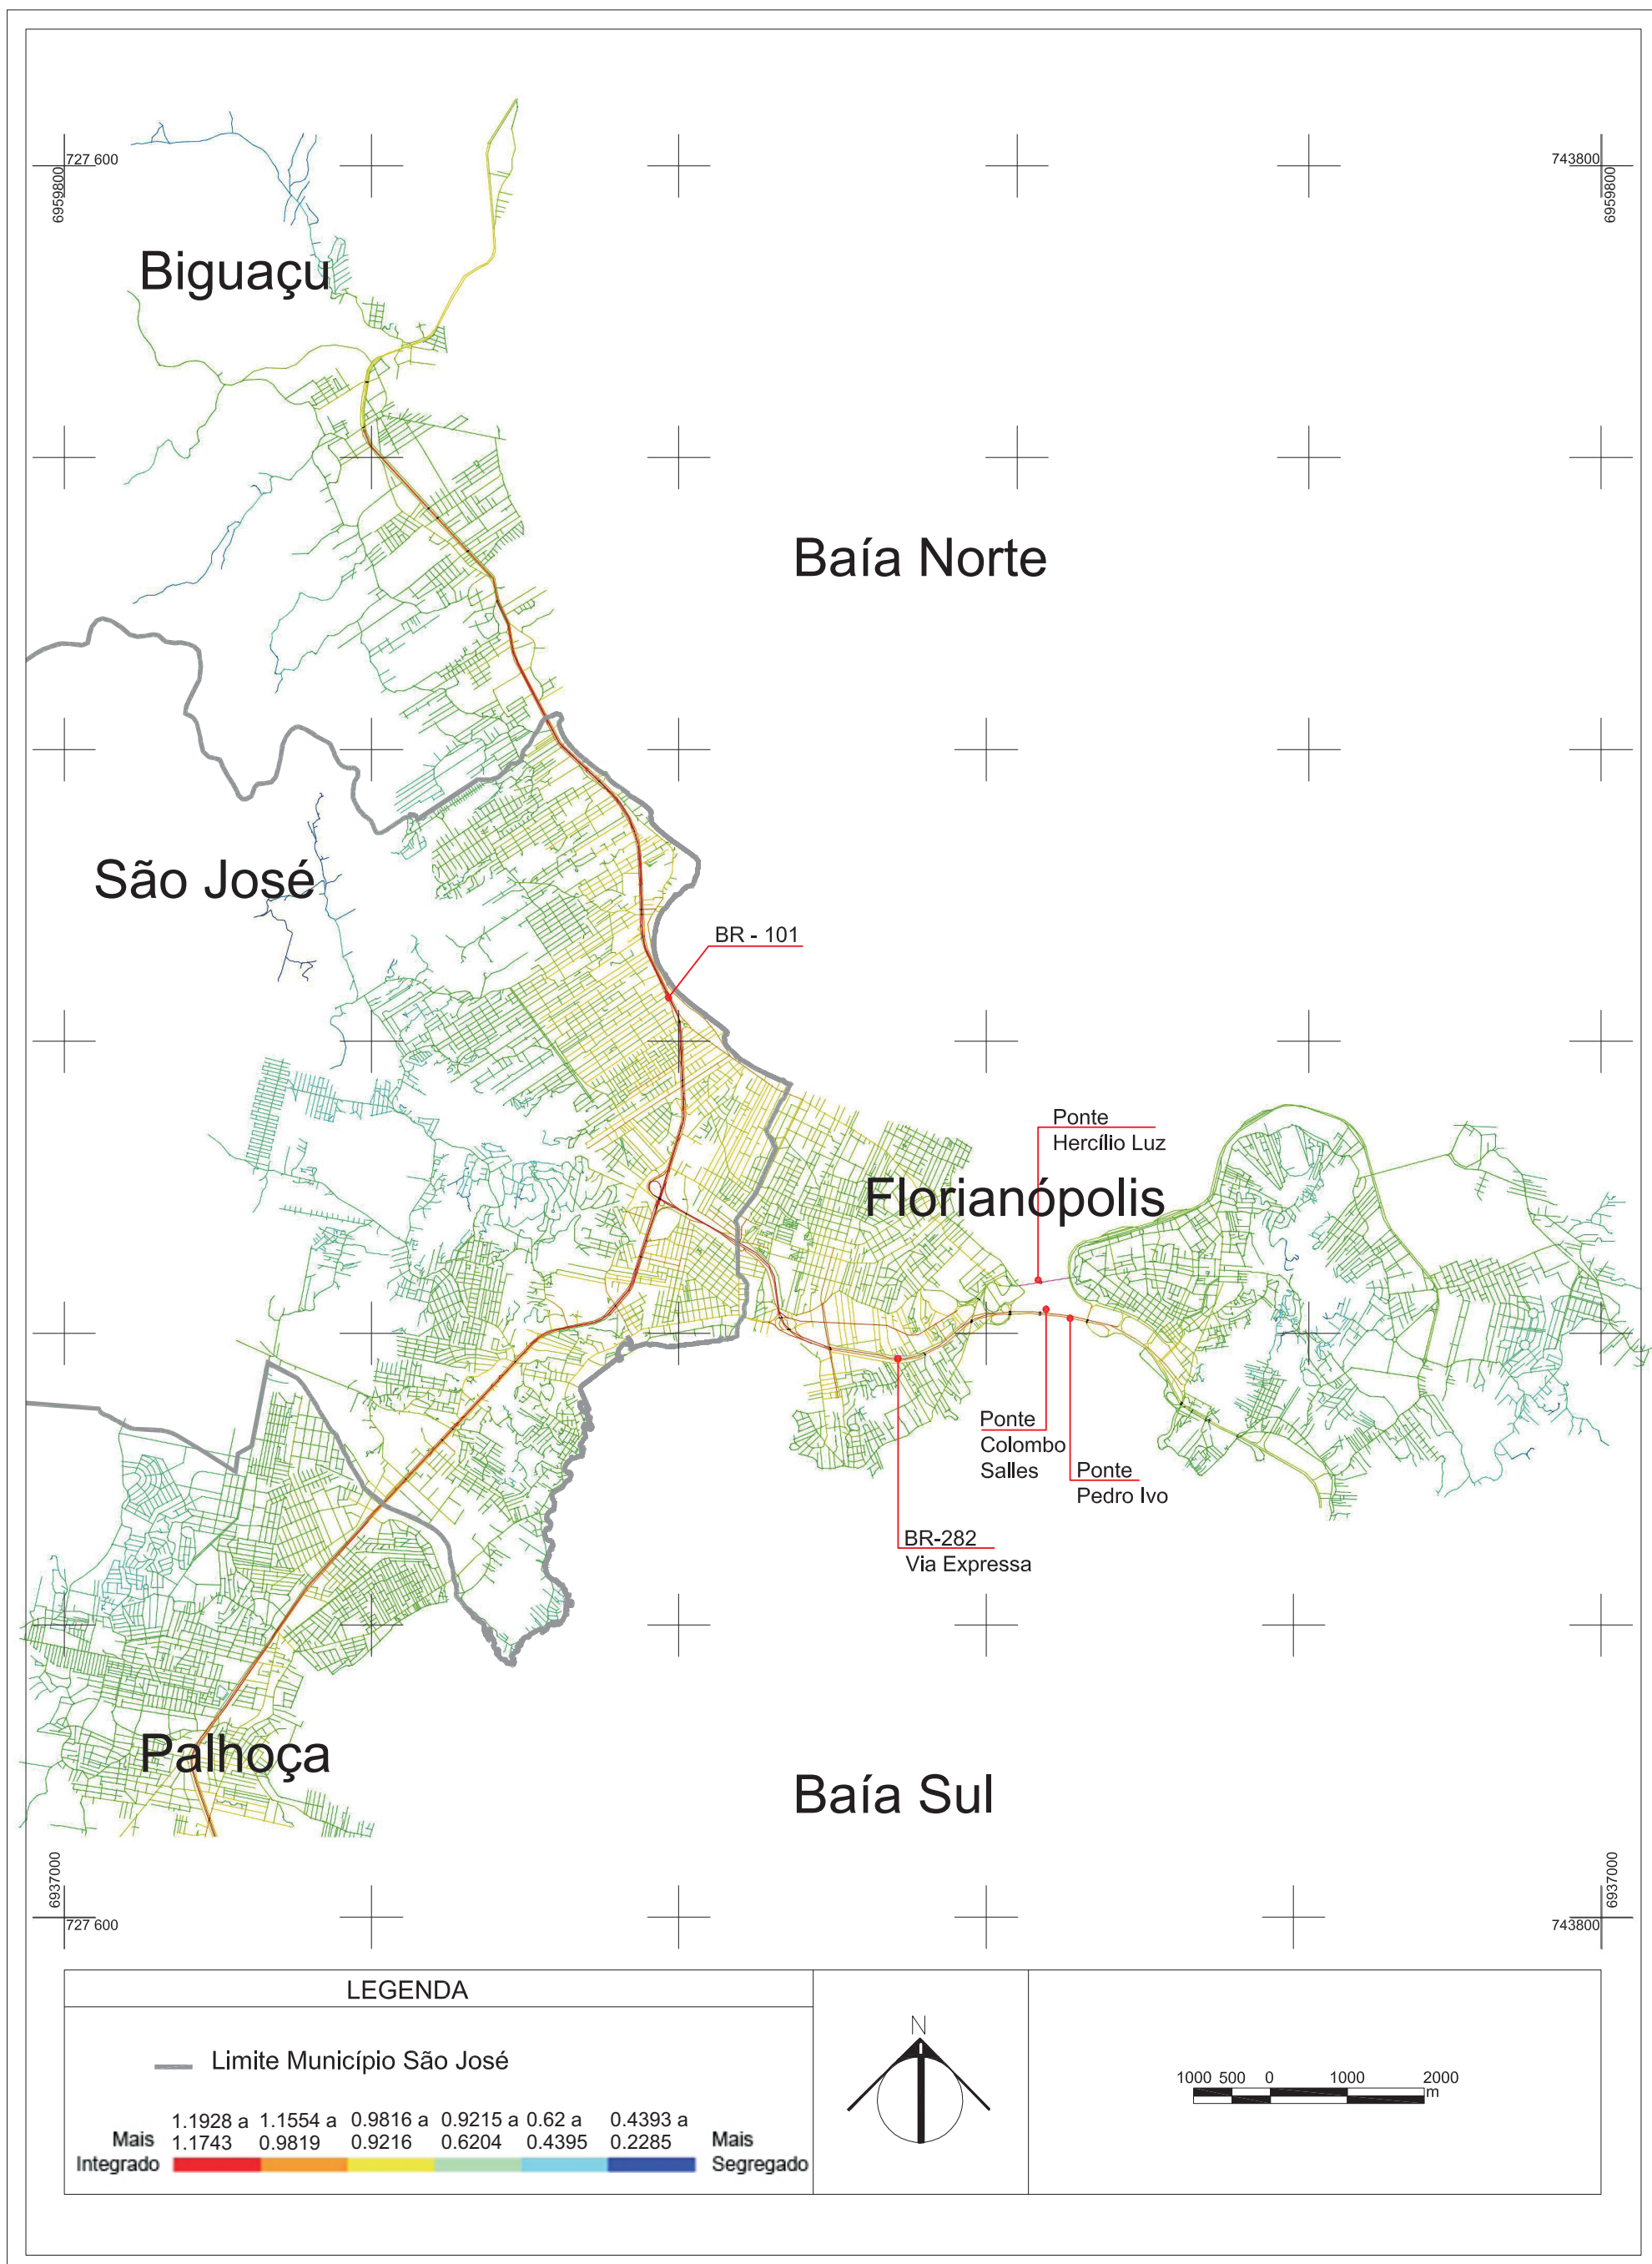 727 600
6959800
743800
6959800
Biguaçu
Baía Norte
São José
BR - 101
Ponte
Hercílio Luz
Florianópolis
Ponte
Colombo
Salles
Ponte
Pedro Ivo
BR-282
Via Expressa
Palhoça
Baía Sul
6937000
727 600
6937000
743800
LEGENDA
Limite Município São José
Mais
Integrado
1.1928 a
1.1743
1.1554 a
0.9819
0.9816 a
0.9216
0.9215 a
0.6204
0.62 a
0.4395
0.4393 a
0.2285
Mais
Segregado
N
1000 500 0 1000 2000
m